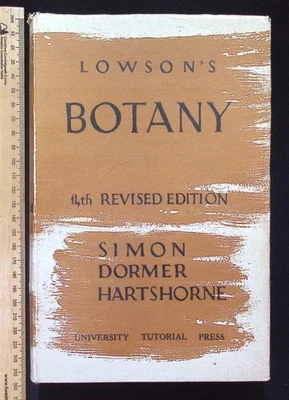 LOWSON'S
BOTANY
14th REVISED EDITION
SIMON
DORMER
HARTSHORNE
UNIVERSITY TUTORIAL PRESS